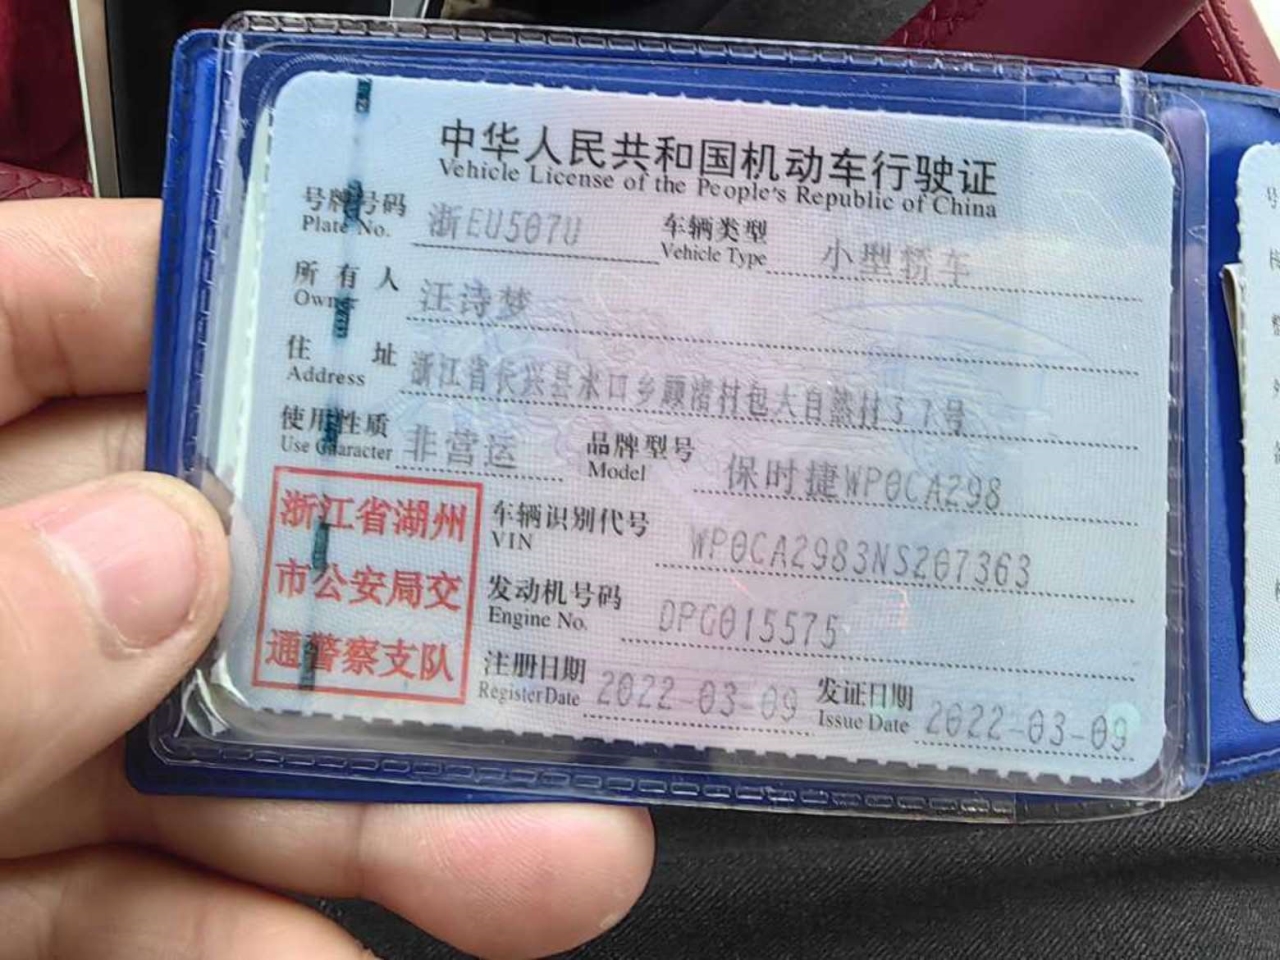 中华人民共和国机动车行驶证
Vehicle License of the People's Republic of China
号牌号码 浙EU507U 车辆类型 小型轿车
Plate No. Vehicle Type
所有人 汪诗梦
Owner
住址 浙江省长兴县水口乡顾渚村包大自然村57号
Address
使用性质 非营运 品牌型号 保时捷WP0CA298
Use Character Model
浙江省湖州
市公安局交
通警察支队
车辆识别代号 WP0CA2983NS207363
VIN
发动机号码 DPG015575
Engine No.
注册日期 2022-03-09 发证日期 2022-03-09
Register Date Issue Date
号